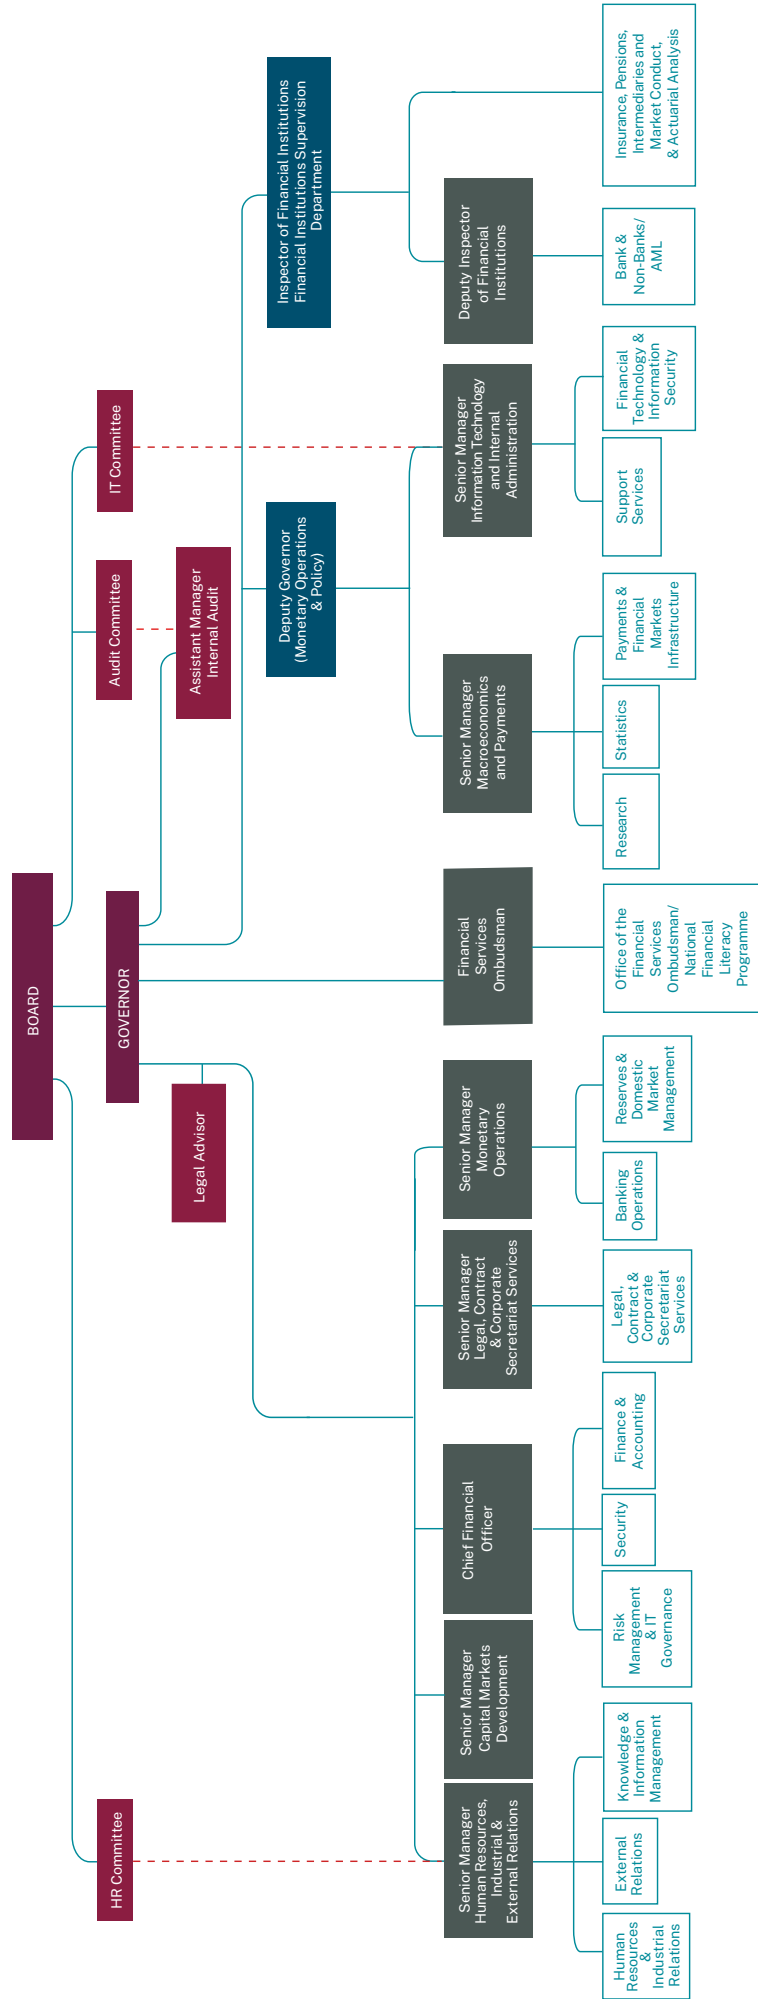 BOARD
GOVERNOR
HR Committee
Audit Committee
IT Committee
Legal Advisor
Assistant Manager
Internal Audit
Deputy Governor
(Monetary Operations
& Policy)
Inspector of Financial Institutions
Financial Institutions Supervision
Department
Senior Manager
Human Resources,
Industrial &
External Relations
Senior Manager
Capital Markets
Development
Chief Financial
Officer
Senior Manager
Legal, Contract
& Corporate
Secretariat Services
Senior Manager
Monetary
Operations
Financial
Services
Ombudsman
Senior Manager
Macroeconomics
and Payments
Senior Manager
Information Technology
and Internal
Administration
Deputy Inspector
of Financial
Institutions
Human
Resources
&
Industrial
Relations
External
Relations
Knowledge &
Information
Management
Risk
Management
& IT
Governance
Security
Finance &
Accounting
Legal,
Contract &
Corporate
Secretariat
Services
Banking
Operations
Reserves &
Domestic
Market
Management
Office of the
Financial
Services
Ombudsman/
National
Financial
Literacy
Programme
Research
Statistics
Payments &
Financial
Markets
Infrastructure
Support
Services
Financial
Technology &
Information
Security
Bank &
Non-Banks/
AML
Insurance, Pensions,
Intermediaries and
Market Conduct,
& Actuarial Analysis